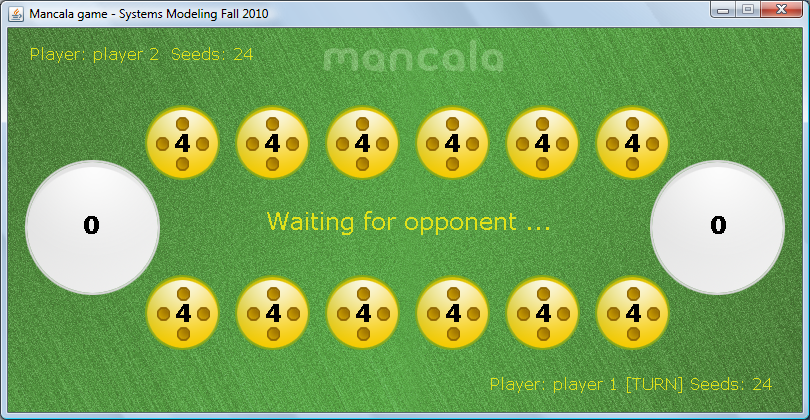 Mancala game - Systems Modeling Fall 2010
Player: player 2 Seeds: 24
mancala
4 4 4 4 4 4
0 0
Waiting for opponent ...
4 4 4 4 4 4
Player: player 1 [TURN] Seeds: 24